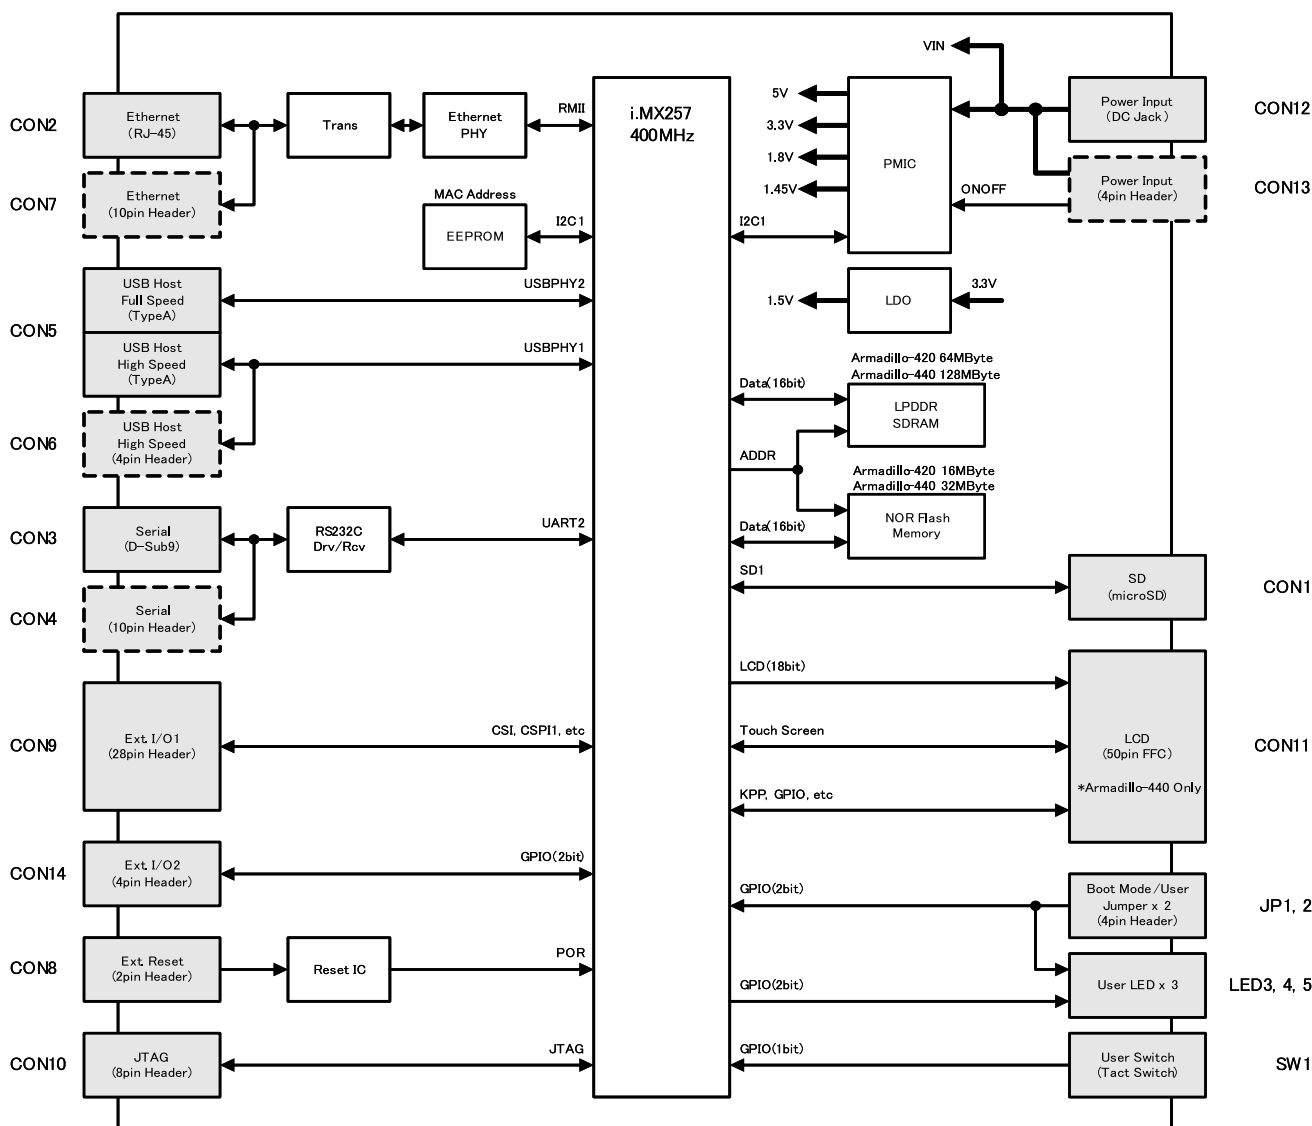 VIN
CON2
Ethernet
(RJ-45)
Trans
Ethernet
PHY
RMII
i.MX257
400MHz
5V
3.3V
1.8V
1.45V
PMIC
Power Input
(DC Jack)
CON12
CON7
Ethernet
(10pin Header)
MAC Address
EEPROM
I2C1
I2C1
ONOFF
Power Input
(4pin Header)
CON13
CON5
USB Host
Full Speed
(TypeA)
USBPHY2
1.5V
LDO
3.3V
USB Host
High Speed
(TypeA)
USBPHY1
Armadillo-420 64MByte
Armadillo-440 128MByte
Data(16bit)
LPDDR
SDRAM
CON6
USB Host
High Speed
(4pin Header)
ADDR
Armadillo-420 16MByte
Armadillo-440 32MByte
NOR Flash
Memory
Data(16bit)
CON3
Serial
(D-Sub9)
RS232C
Drv/Rcv
UART2
SD1
SD
(microSD)
CON1
CON4
Serial
(10pin Header)
CON9
Ext. I/O1
(28pin Header)
CSI, CSPI1, etc
LCD(18bit)
Touch Screen
KPP, GPIO, etc
LCD
(50pin FFC)
*Armadillo-440 Only
CON11
CON14
Ext. I/O2
(4pin Header)
GPIO(2bit)
GPIO(2bit)
Boot Mode/User
Jumper x 2
(4pin Header)
JP1, 2
CON8
Ext. Reset
(2pin Header)
Reset IC
POR
GPIO(2bit)
User LED x 3
LED3, 4, 5
CON10
JTAG
(8pin Header)
JTAG
GPIO(1bit)
User Switch
(Tact Switch)
SW1